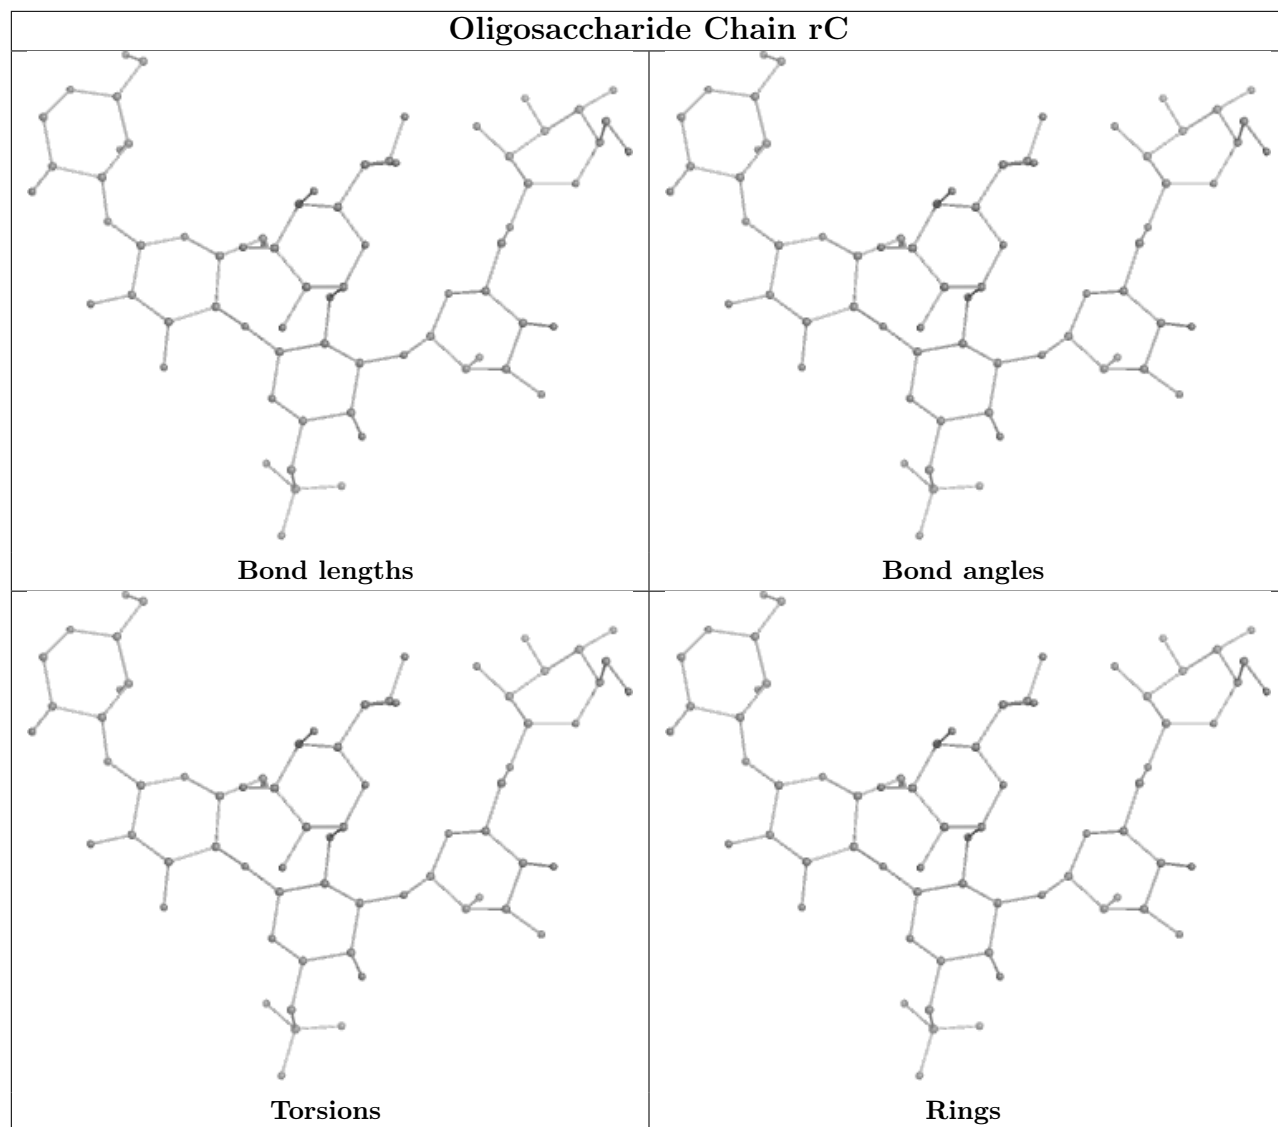 Oligosaccharide Chain rC
Bond lengths
Bond angles
Torsions
Rings